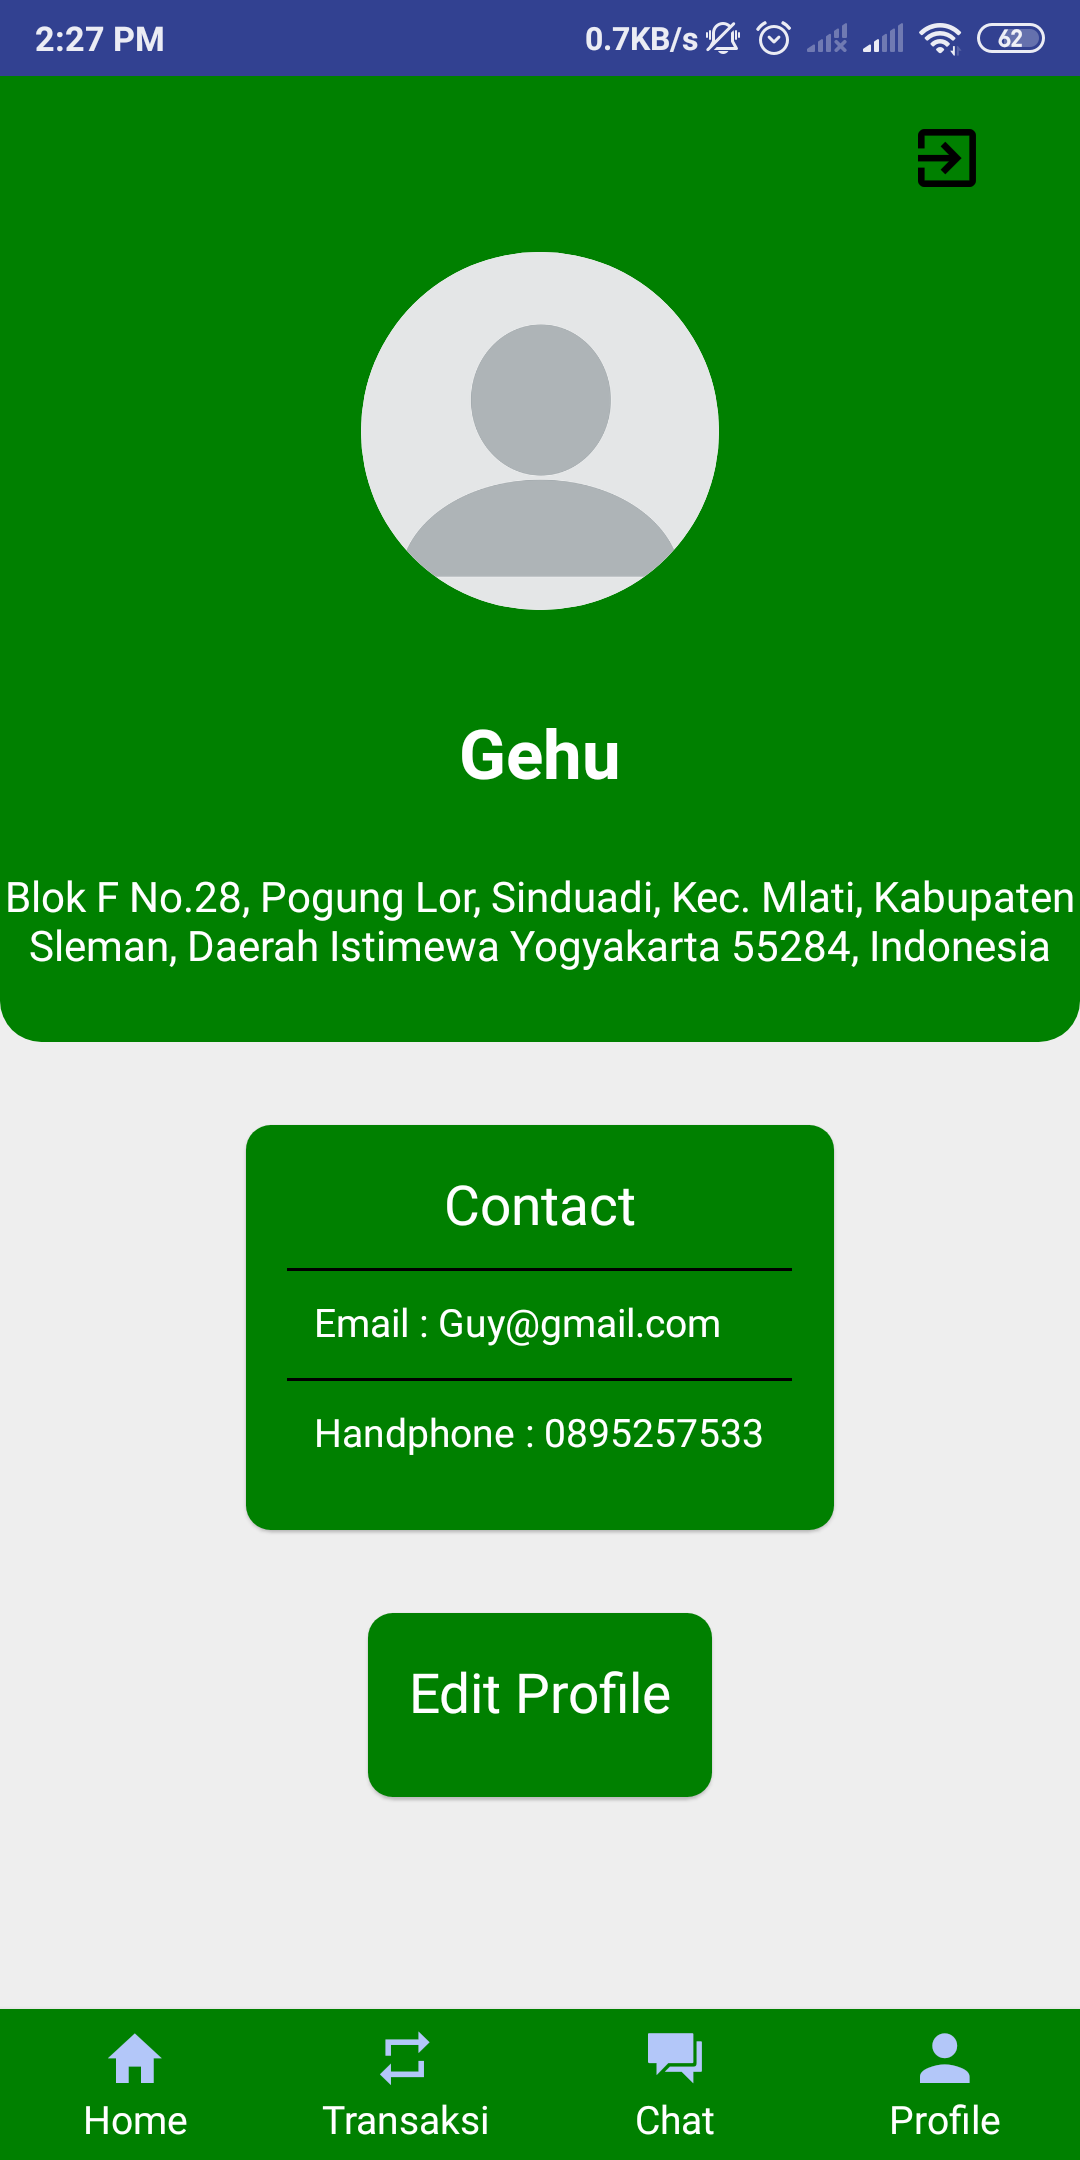 2:27 PM
0.7KB/s
62
Gehu
Blok F No.28, Pogung Lor, Sinduadi, Kec. Mlati, Kabupaten
Sleman, Daerah Istimewa Yogyakarta 55284, Indonesia
Contact
Email : Guy@gmail.com
Handphone : 0895257533
Edit Profile
Home
Transaksi
Chat
Profile